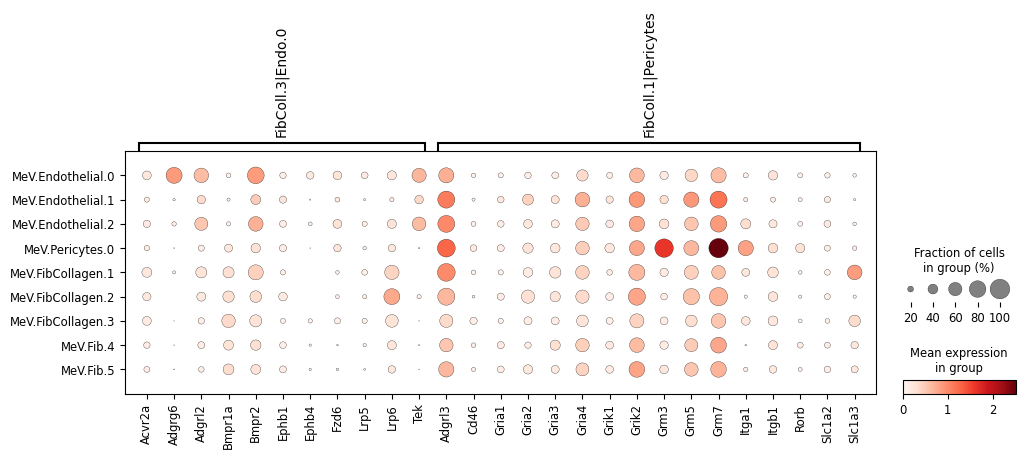 FibColl.3|Endo.0
FibColl.1|Pericytes
MeV.Endothelial.0
MeV.Endothelial.1
MeV.Endothelial.2
MeV.Pericytes.0
MeV.FibCollagen.1
MeV.FibCollagen.2
MeV.FibCollagen.3
MeV.Fib.4
MeV.Fib.5
Acvr2a
Adgrg6
Adgrl2
Bmpr1a
Bmpr2
Ephb1
Ephb4
Fzd6
Lrp5
Lrp6
Tek
Adgrl3
Cd46
Gria1
Gria2
Gria3
Gria4
Grik1
Grik2
Grm3
Grm5
Grm7
Itga1
Itgb1
Rorb
Slc1a2
Slc1a3
Fraction of cells
in group (%)
20 40 60 80 100
Mean expression
in group
0 1 2